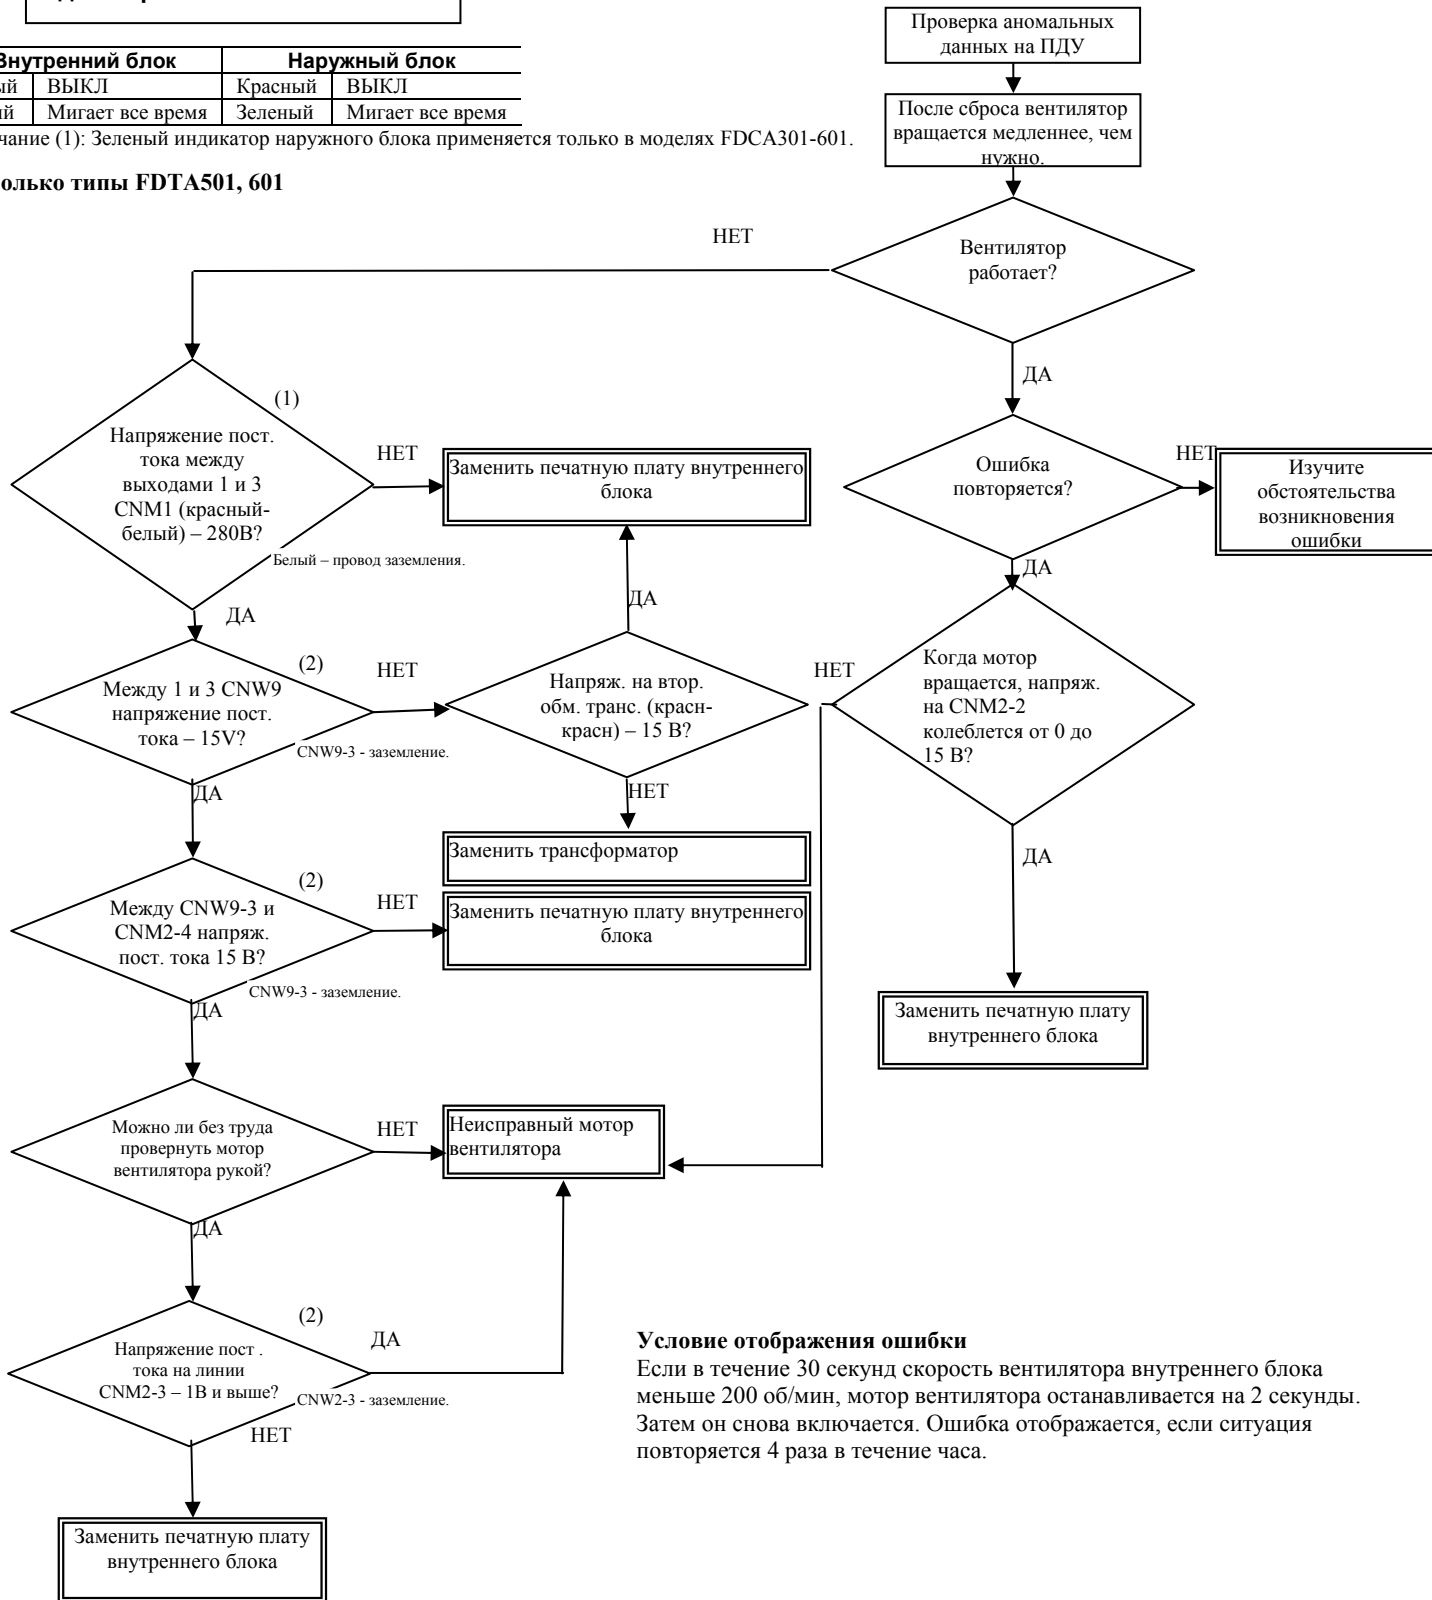 Внутренний блок Наружный блок
ВЫКЛ Красный ВЫКЛ
Мигает все время Зеленый Мигает все время
(1): Зеленый индикатор наружного блока применяется только в моделях FDCA301-601.
типы FDTA501, 601
Проверка аномальных
данных на ПДУ
После сброса вентилятор
вращается медленнее, чем
нужно.
НЕТ
Вентилятор
работает?
ДА
(1)
Напряжение пост.
тока между
выходами 1 и 3
CNM1 (красный-
белый) – 280В?
НЕТ
Белый – провод заземления.
Заменить печатную плату внутреннего
блока
Ошибка
повторяется?
НЕТ
Изучите
обстоятельства
возникновения
ошибки
ДА
ДА
ДА
(2)
Между 1 и 3 CNW9
напряжение пост.
тока – 15V?
НЕТ
CNW9-3 - заземление.
Напряж. на втор.
обм. транс. (красн-
красн) – 15 В?
НЕТ
Когда мотор
вращается, напряж.
на CNM2-2
колеблется от 0 до
15 В?
ДА
НЕТ
Заменить трансформатор
ДА
(2)
Между CNW9-3 и
CNM2-4 напряж.
пост. тока 15 В?
НЕТ
CNW9-3 - заземление.
Заменить печатную плату внутреннего
блока
ДА
Заменить печатную плату
внутреннего блока
Можно ли без труда
провернуть мотор
вентилятора рукой?
НЕТ
Неисправный мотор
вентилятора
ДА
(2)
Напряжение пост .
тока на линии
CNM2-3 – 1В и выше?
ДА
CNW2-3 - заземление.
НЕТ
Заменить печатную плату
внутреннего блока
Условие отображения ошибки
Если в течение 30 секунд скорость вентилятора внутреннего блока
меньше 200 об/мин, мотор вентилятора останавливается на 2 секунды.
Затем он снова включается. Ошибка отображается, если ситуация
повторяется 4 раза в течение часа.